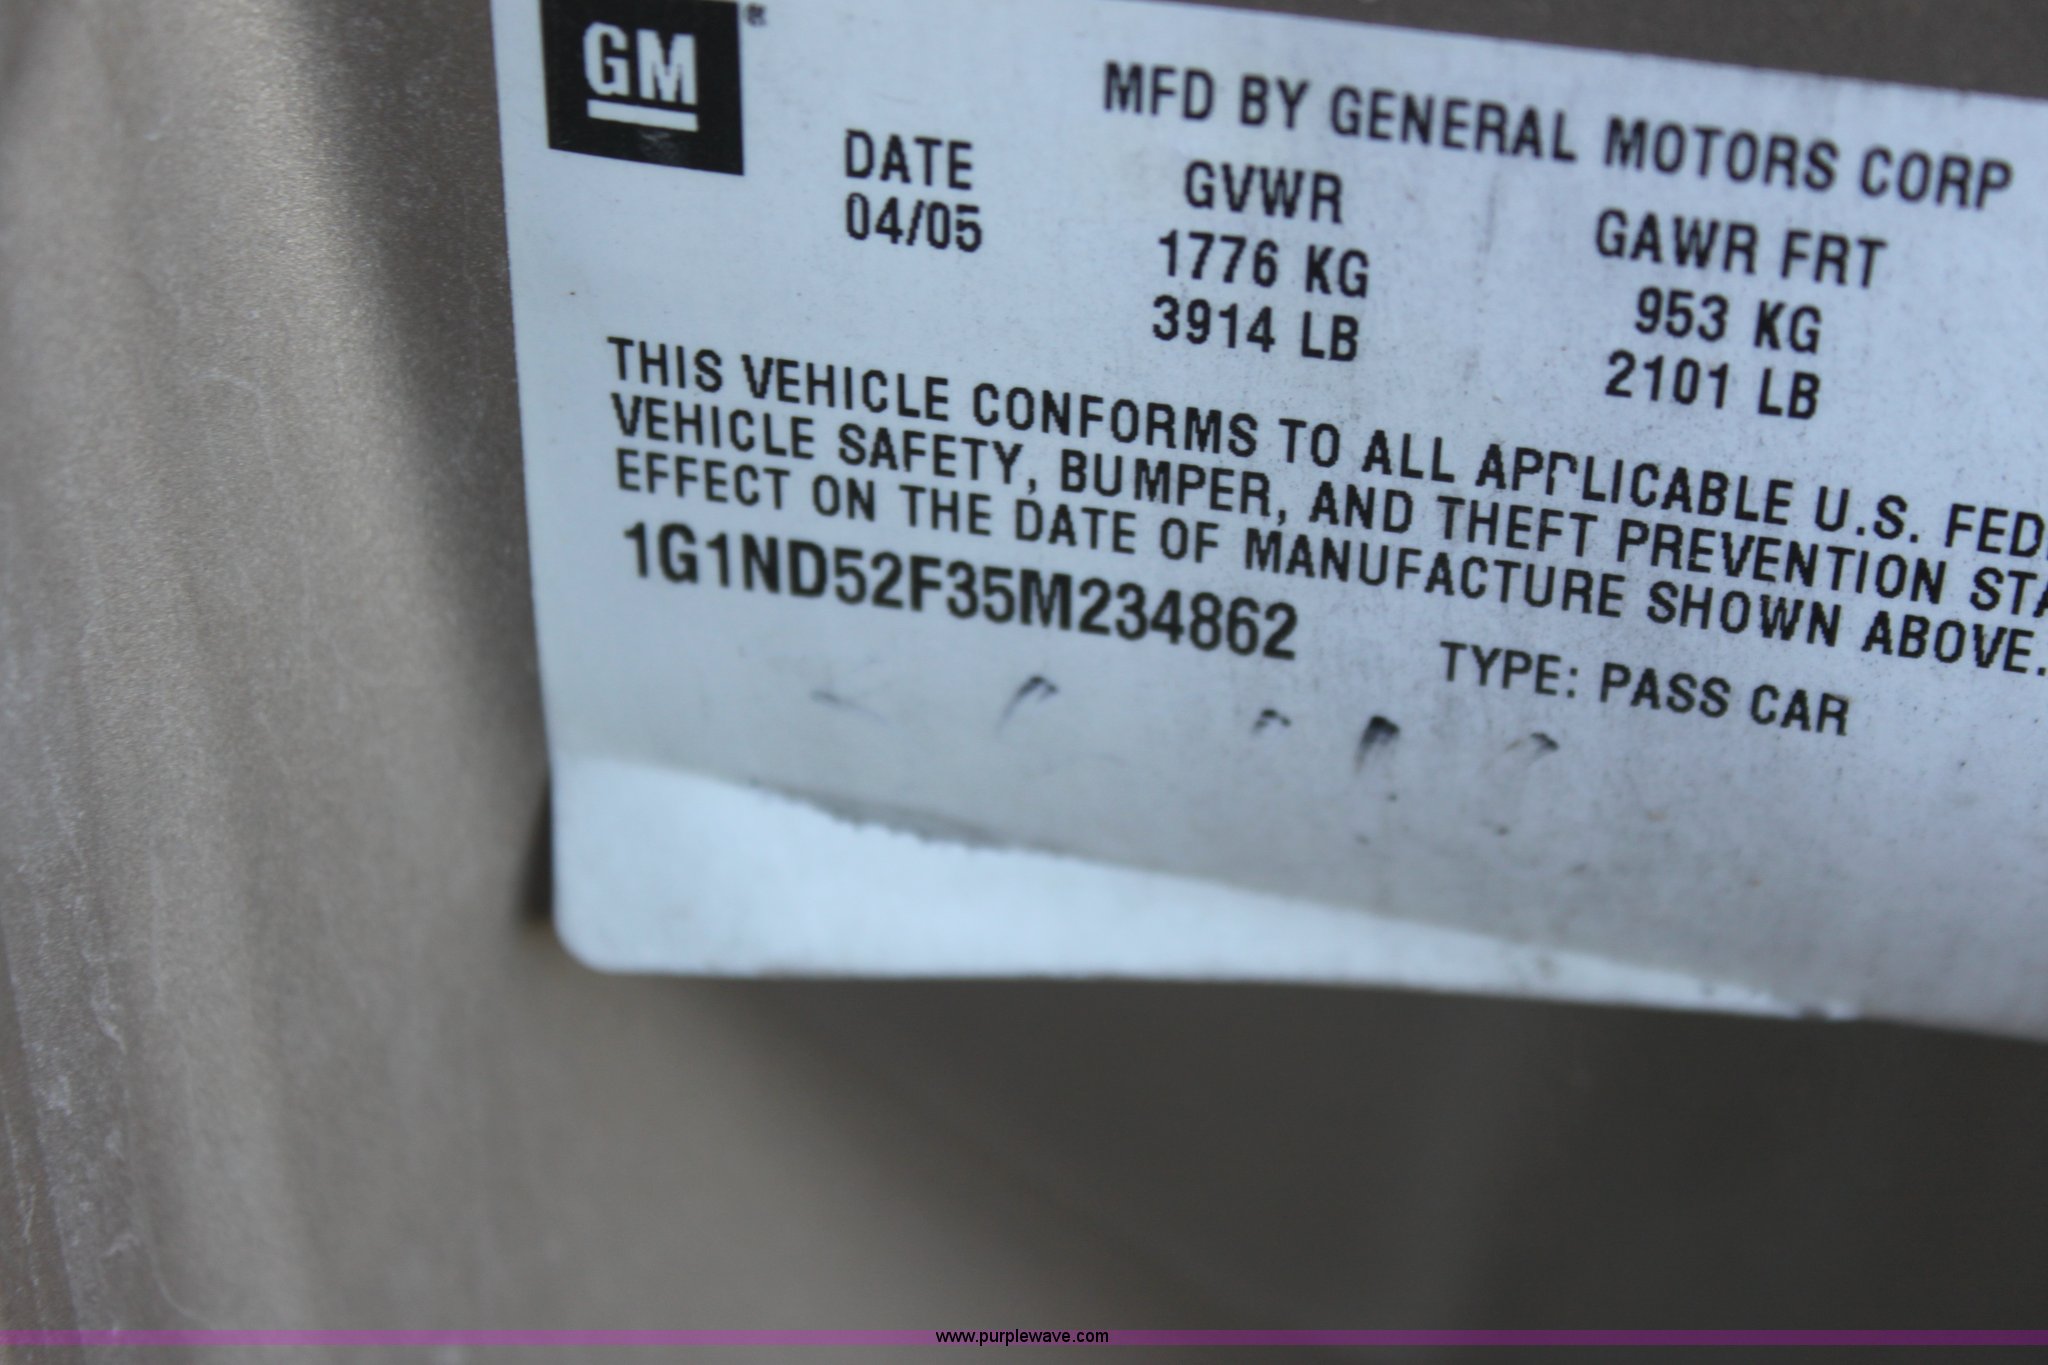 GM®
MFD BY GENERAL MOTORS CORP
DATE GVWR GAWR FRT
04/05 1776 KG 953 KG
3914 LB 2101 LB
THIS VEHICLE CONFORMS TO ALL APPLICABLE U.S. FED
VEHICLE SAFETY, BUMPER, AND THEFT PREVENTION STA
EFFECT ON THE DATE OF MANUFACTURE SHOWN ABOVE.
1G1ND52F35M234862
TYPE: PASS CAR
www.purplewave.com